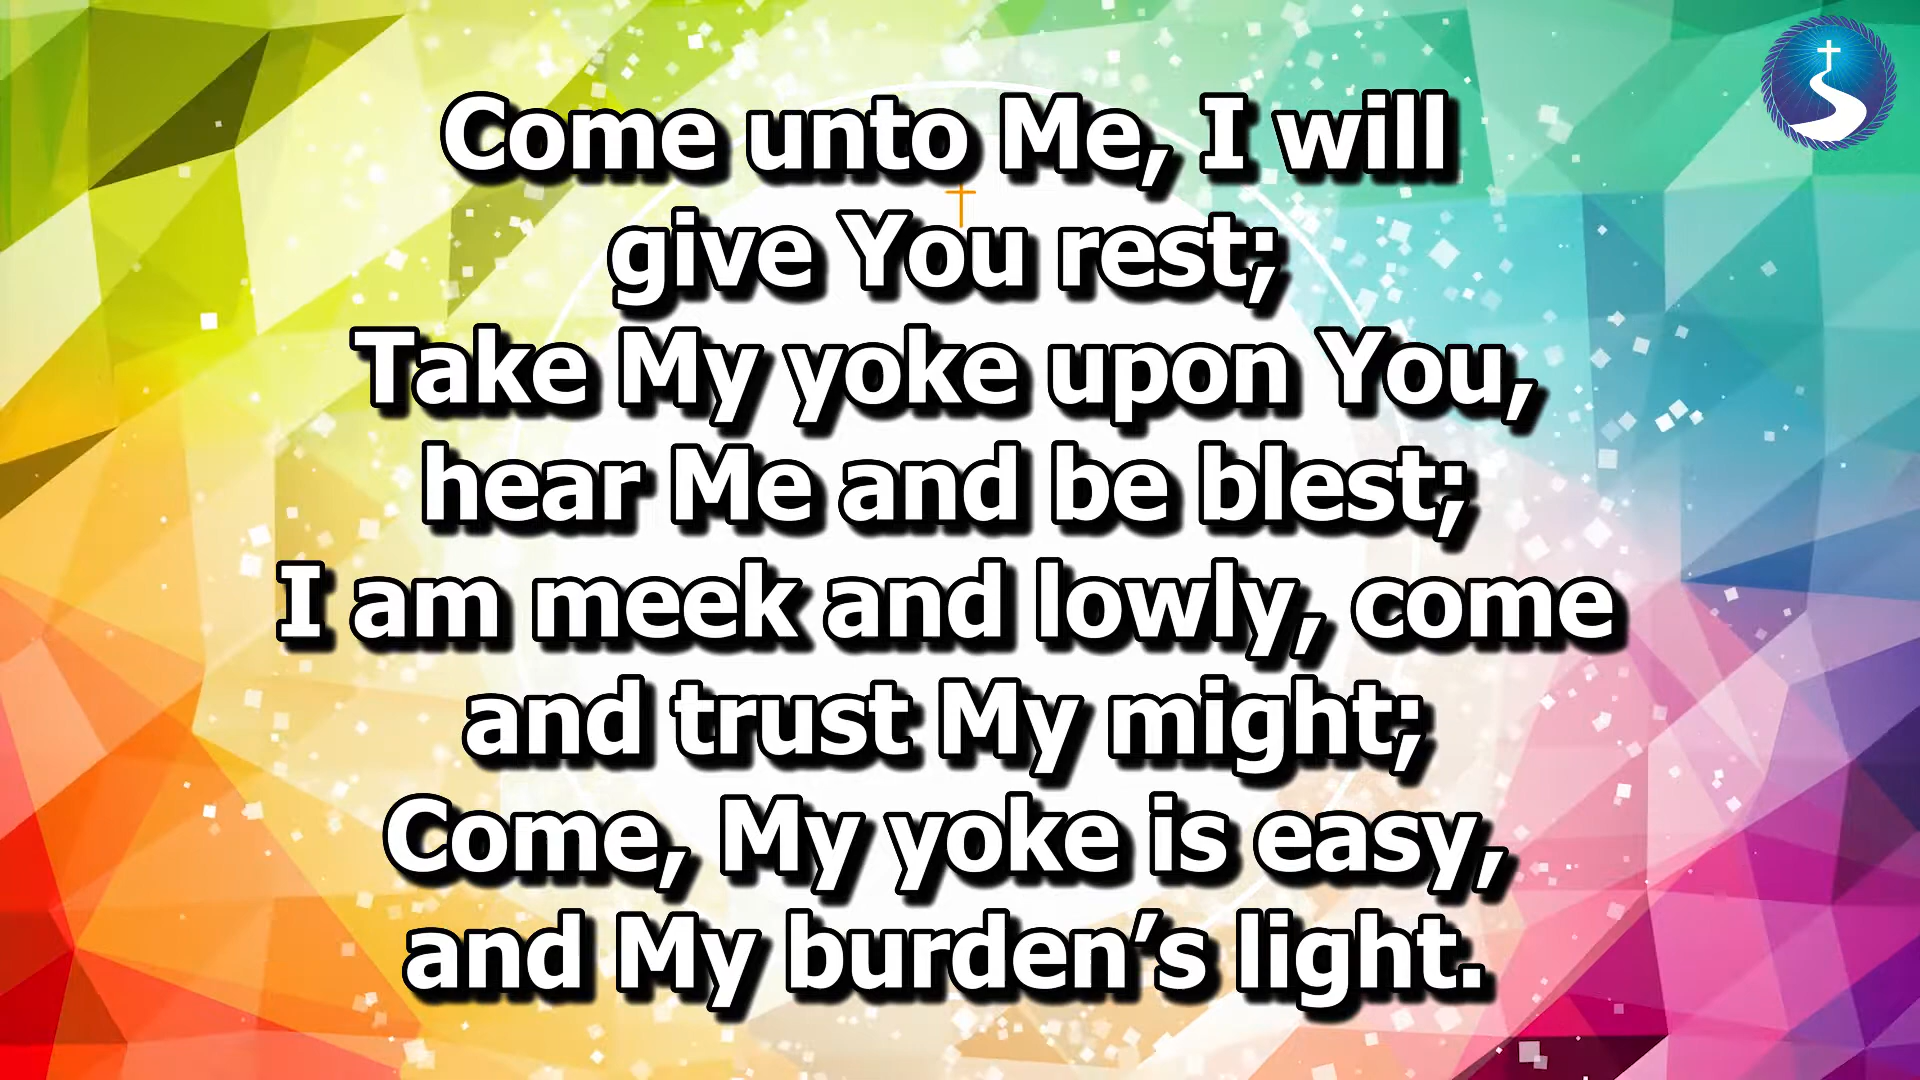 Come unto Me, I will
give You rest;
Take My yoke upon You,
hear Me and be blest;
I am meek and lowly, come
and trust My might;
Come, My yoke is easy,
and My burden’s light.